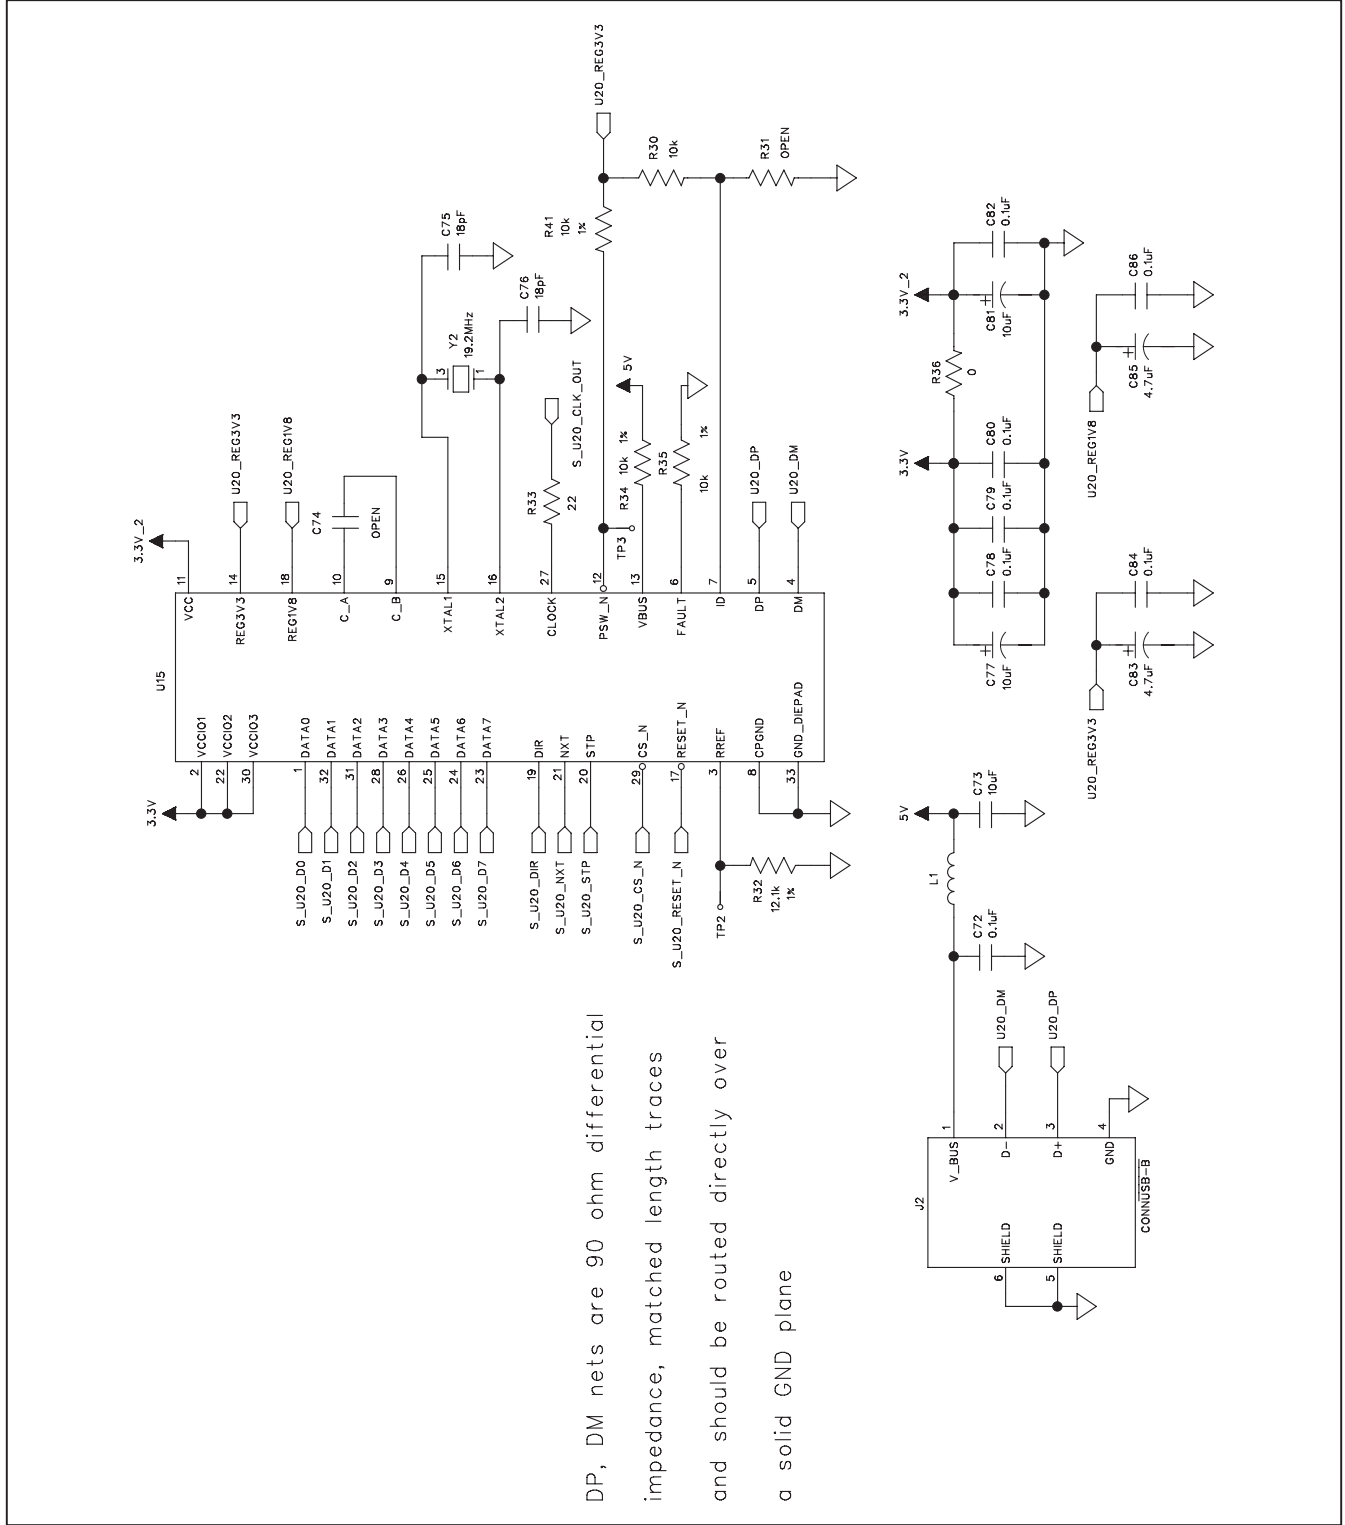 U15
3.3V
2 VCCIO1
22 VCCIO2
30 VCCIO3
S_U20_D0 1 DATA0
S_U20_D1 32 DATA1
S_U20_D2 31 DATA2
S_U20_D3 28 DATA3
S_U20_D4 26 DATA4
S_U20_D5 25 DATA5
S_U20_D6 24 DATA6
S_U20_D7 23 DATA7
S_U20_DIR 19 DIR
S_U20_NXT 21 NXT
S_U20_STP 20 STP
S_U20_CS_N 29 CS_N
S_U20_RESET_N 17 RESET_N
TP2 3 RREF
R32
12.1k
1%
8 CPGND
33 GND_DIEPAD
VCC 11 3.3V_2
REG3V3 14 U20_REG3V3
REG1V8 18 U20_REG1V8
C_A 10
C74
OPEN
C_B 9
XTAL1 15
XTAL2 16
Y2
19.2MHz
3
1
C75
18pF
C76
18pF
CLOCK 27
R33
22
S_U20_CLK_OUT
PSW_N 12
TP3
R41
10k
1%
U20_REG3V3
R30
10k
R31
OPEN
VBUS 13
R34 10k 1%
5V
FAULT 6
R35
10k 1%
ID 7
DP 5 U20_DP
DM 4 U20_DM
DP, DM nets are 90 ohm differential
impedance, matched length traces
and should be routed directly over
a solid GND plane
J2
V_BUS 1
D- 2 U20_DM
D+ 3 U20_DP
GND 4
6 SHIELD
5 SHIELD
CONNUSB-B
C72
0.1uF
L1
5V
C73
10uF
3.3V
3.3V_2
R36
0
C77
10uF
C78
0.1uF
C79
0.1uF
C80
0.1uF
C81
10uF
C82
0.1uF
U20_REG3V3
C83
4.7uF
C84
0.1uF
U20_REG1V8
C85
4.7uF
C86
0.1uF